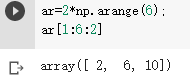 ar=2*np.arange(6);
ar[1:6:2]
array([ 2,  6, 10])